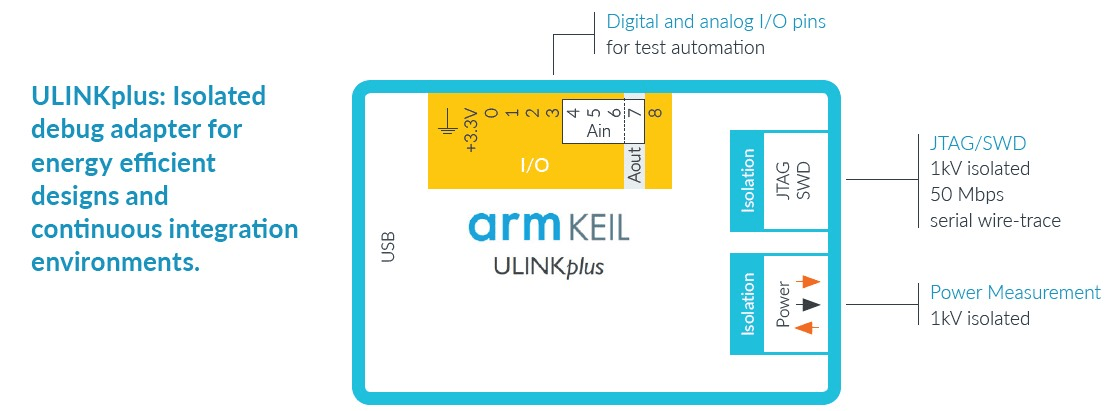 Digital and analog I/O pins
for test automation
ULINKplus: Isolated
debug adapter for
energy efficient
designs and
continuous integration
environments.
+3.3V
0
1
2
3
4
5
6
7
8
Ain
I/O
Aout
arm KEIL
ULINKplus
USB
Isolation
JTAG
SWD
JTAG/SWD
1kV isolated
50 Mbps
serial wire-trace
Isolation
Power
Power Measurement
1kV isolated